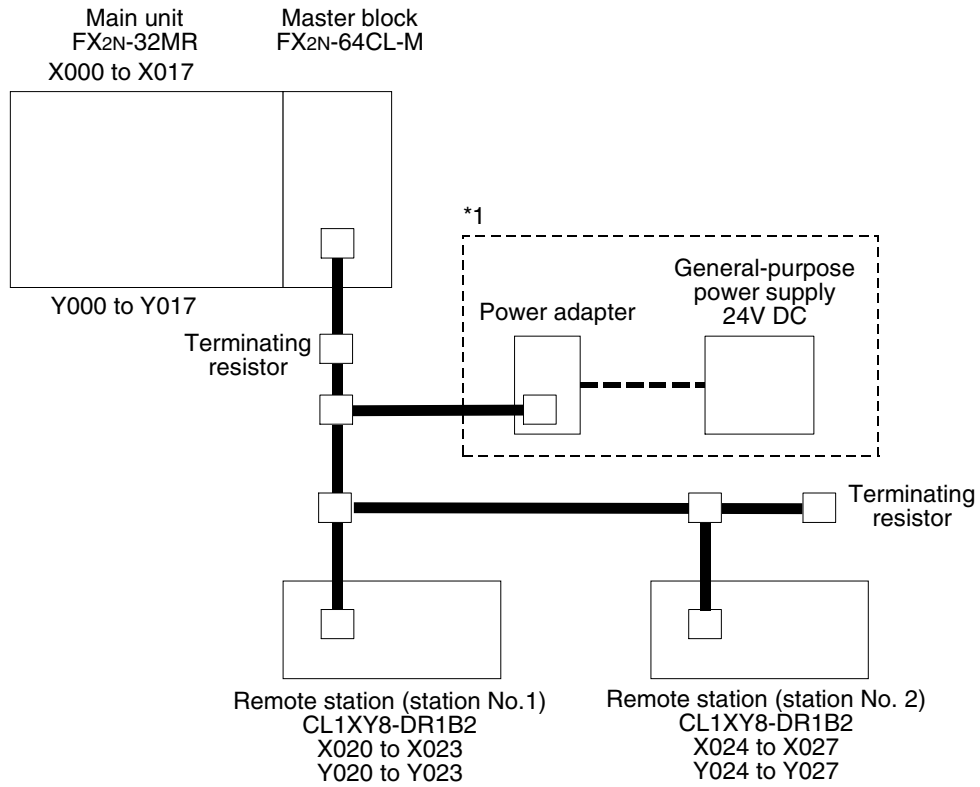 Main unit
FX2N-32MR
X000 to X017
Master block
FX2N-64CL-M
Y000 to Y017
*1
General-purpose
power supply
24V DC
Power adapter
Terminating
resistor
Terminating
resistor
Remote station (station No.1)
CL1XY8-DR1B2
X020 to X023
Y020 to Y023
Remote station (station No. 2)
CL1XY8-DR1B2
X024 to X027
Y024 to Y027